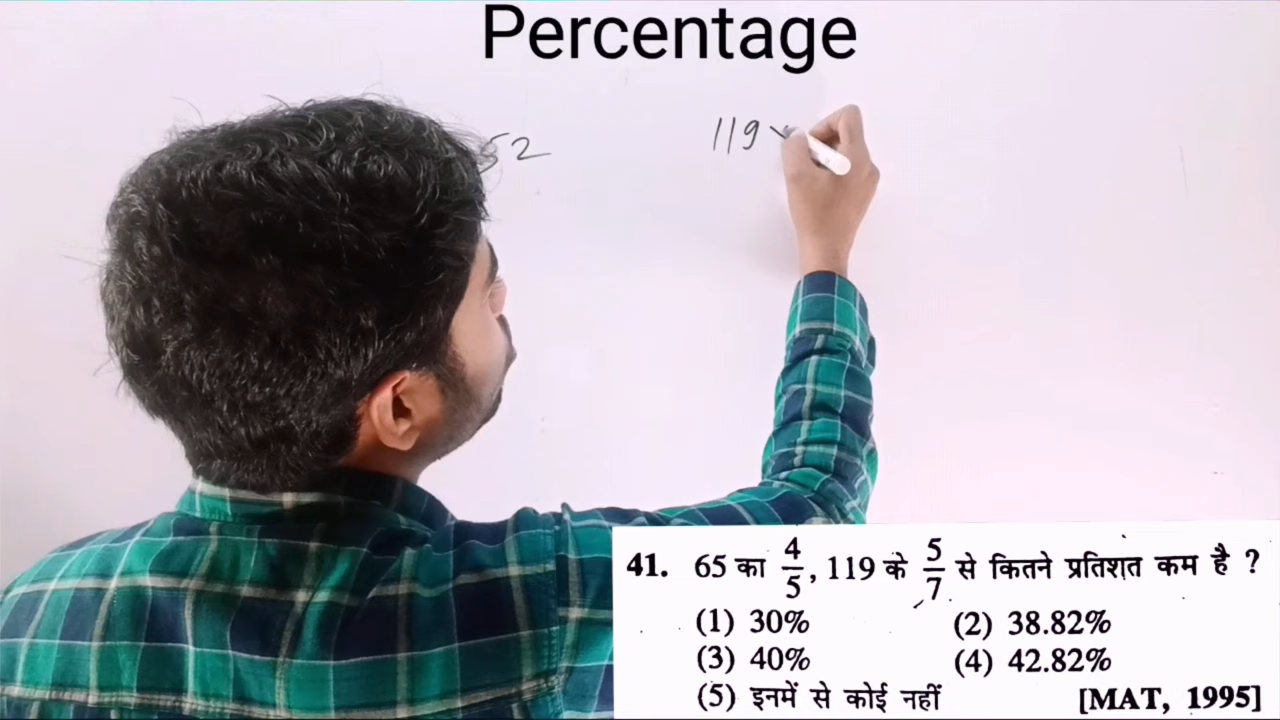 Percentage
52
119 ×
41. 65 का 4/5, 119 के 5/7 से कितने प्रतिशत कम है ?
(1) 30% (2) 38.82%
(3) 40% (4) 42.82%
(5) इनमें से कोई नहीं [MAT, 1995]